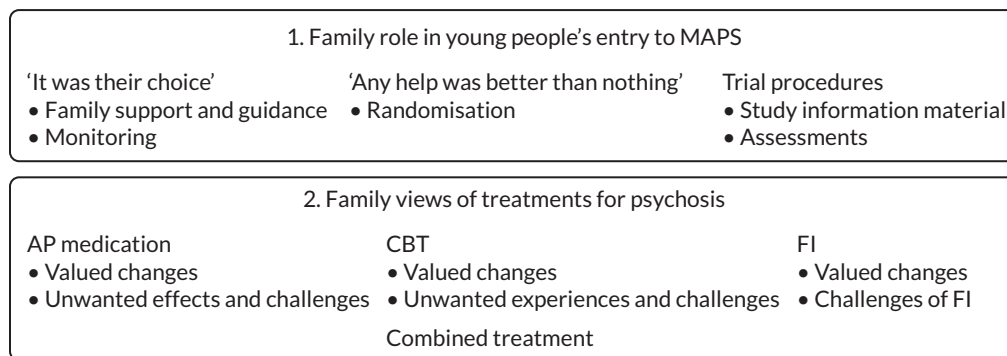 1. Family role in young people’s entry to MAPS
‘It was their choice’
• Family support and guidance
• Monitoring
‘Any help was better than nothing’
• Randomisation
Trial procedures
• Study information material
• Assessments
2. Family views of treatments for psychosis
AP medication
• Valued changes
• Unwanted effects and challenges
CBT
• Valued changes
• Unwanted experiences and challenges
Combined treatment
FI
• Valued changes
• Challenges of FI